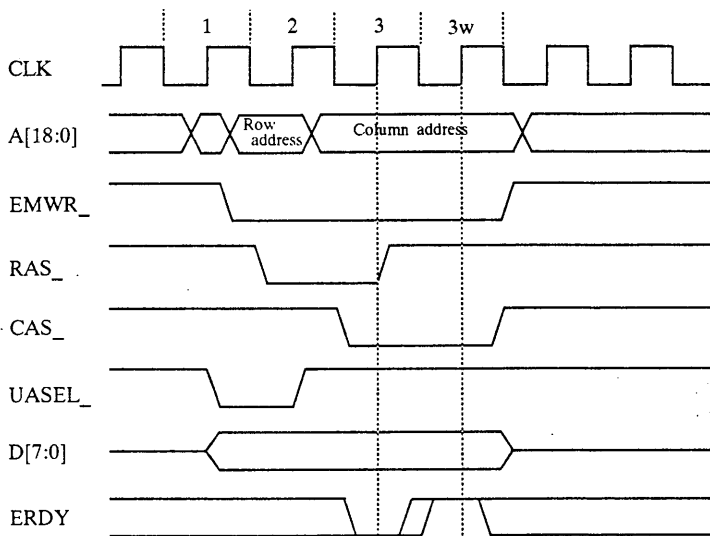 1 2 3 3w
CLK
A[18:0]
Row address
Column address
EMWR_
RAS_
CAS_
UASEL_
D[7:0]
ERDY